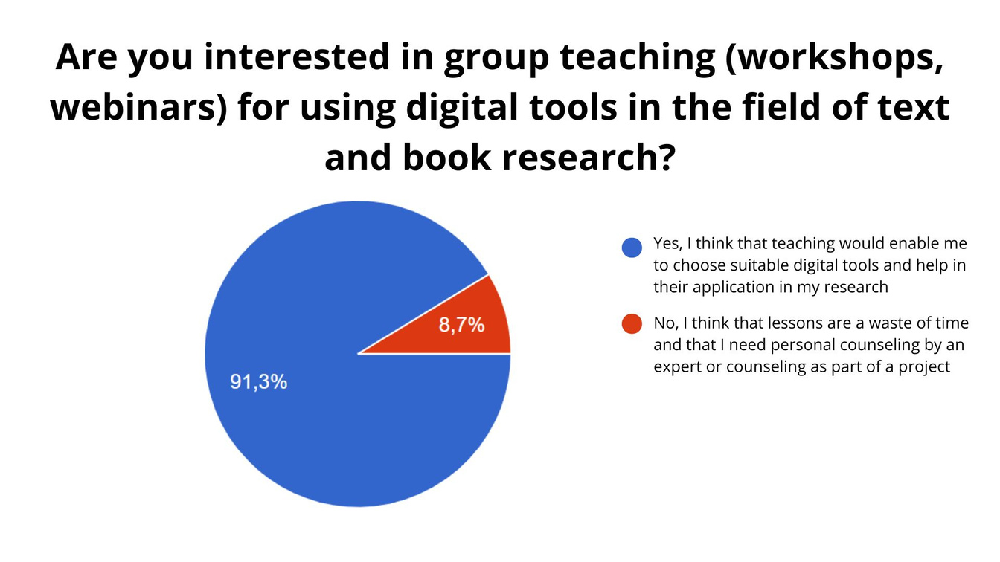 Are you interested in group teaching (workshops,
webinars) for using digital tools in the field of text
and book research?
8,7%
91,3%
Yes, I think that teaching would enable me
to choose suitable digital tools and help in
their application in my research
No, I think that lessons are a waste of time
and that I need personal counseling by an
expert or counseling as part of a project